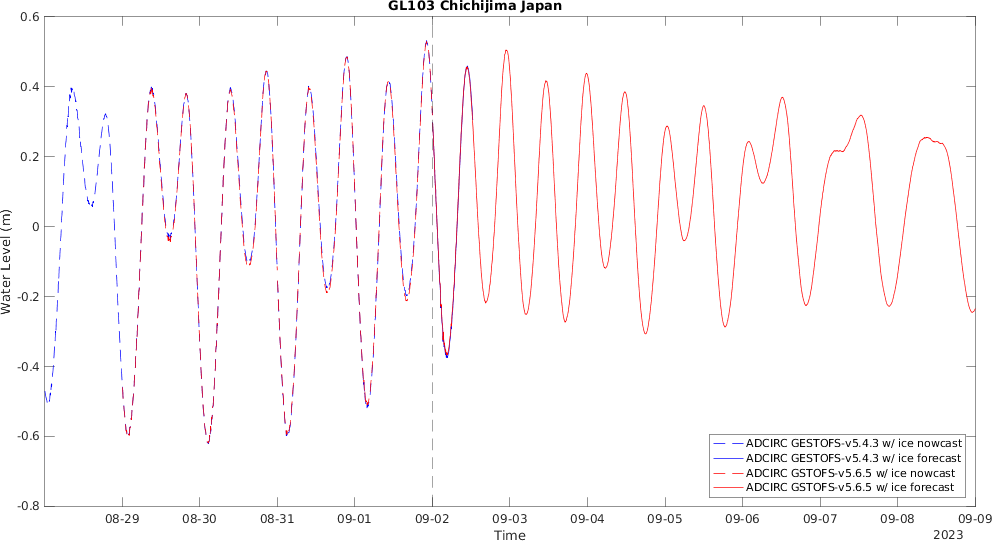 GL103 Chichijima Japan
0.6
0.4
0.2
0
-0.2
-0.4
-0.6
-0.8
Water Level (m)
ADCIRC GESTOFS-v5.4.3 w/ ice nowcast
ADCIRC GESTOFS-v5.4.3 w/ ice forecast
ADCIRC GSTOFS-v5.6.5 w/ ice nowcast
ADCIRC GSTOFS-v5.6.5 w/ ice forecast
08-29 08-30 08-31 09-01 09-02 09-03 09-04 09-05 09-06 09-07 09-08 09-09
Time
2023